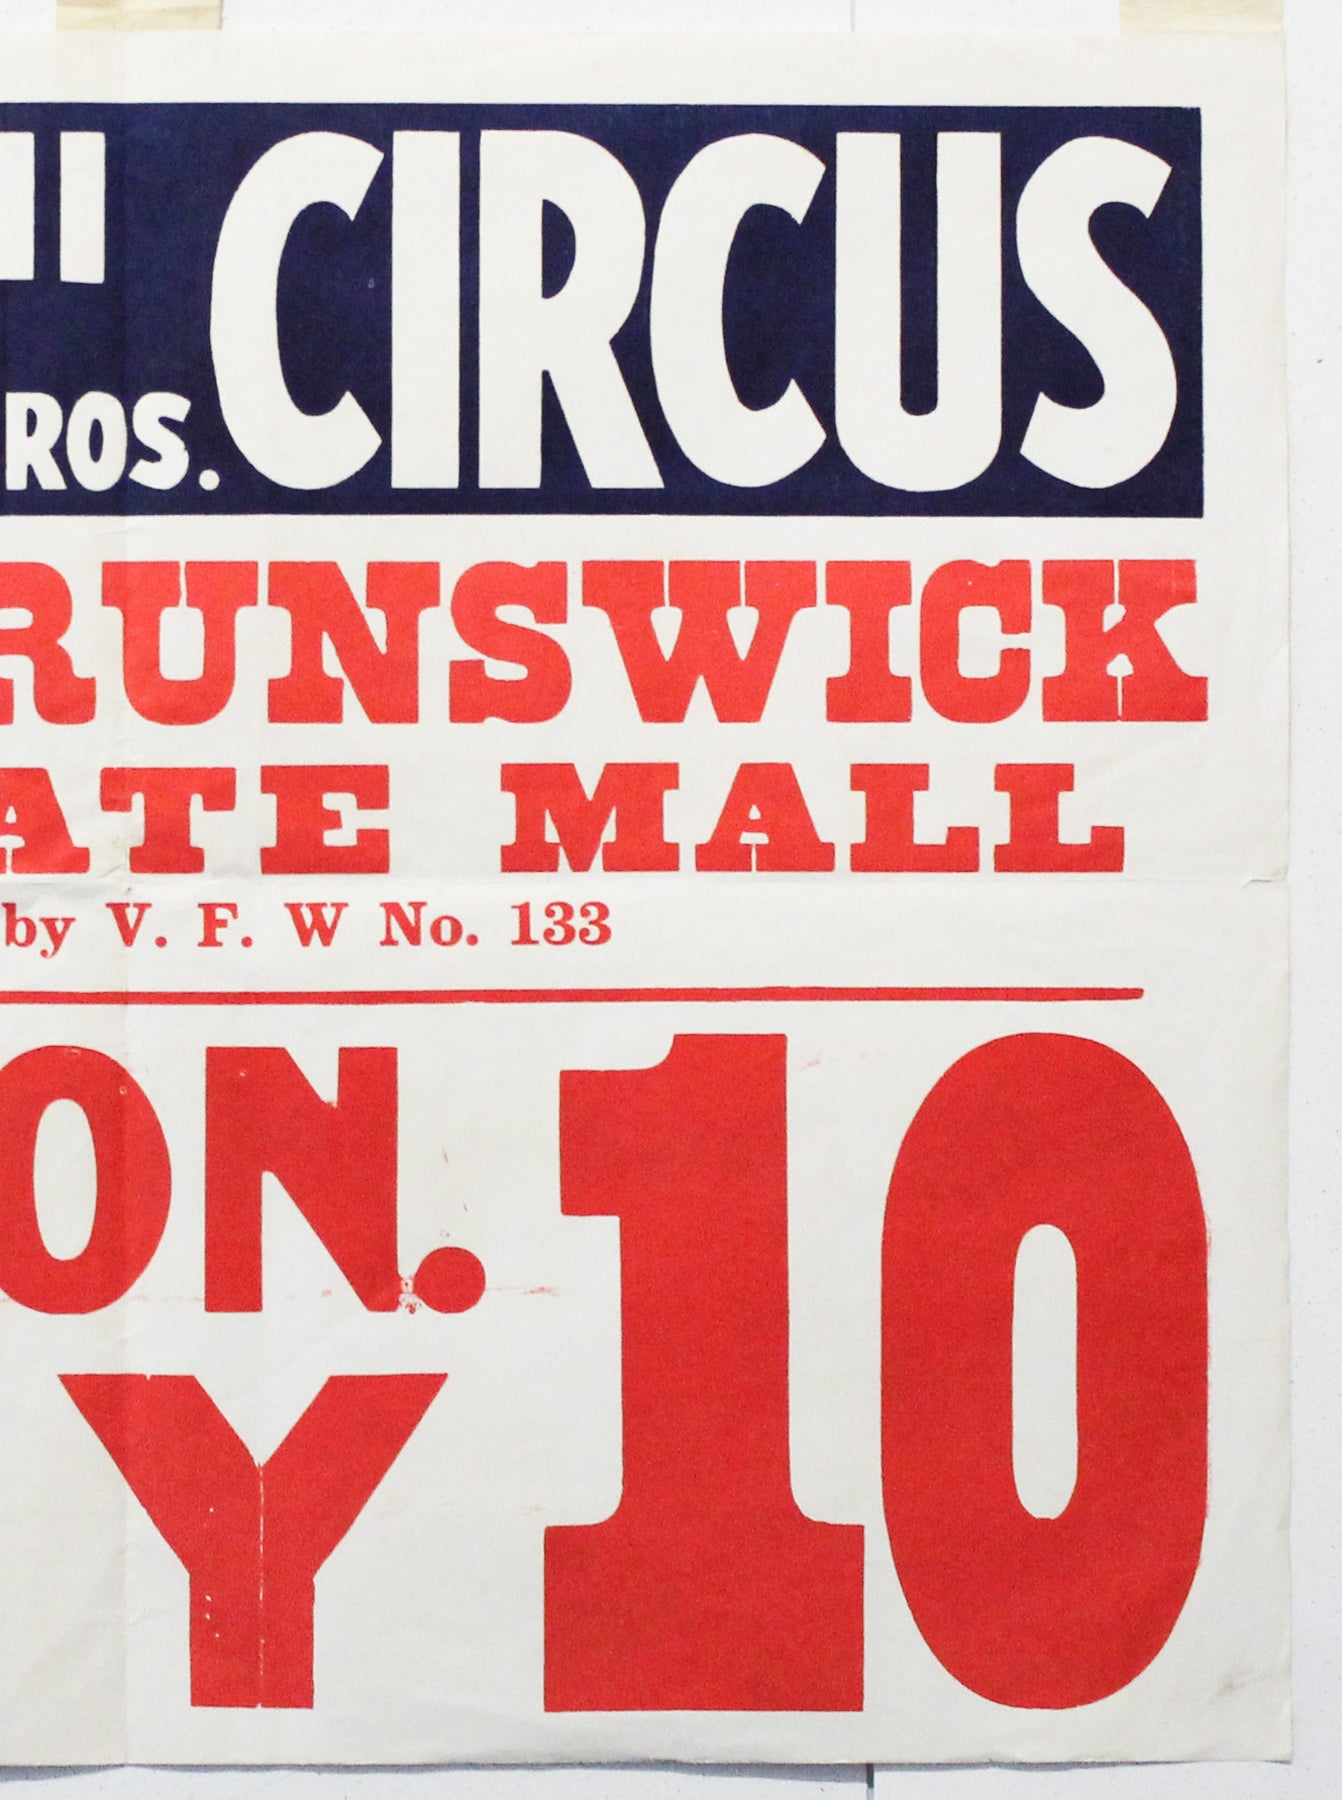 " CIRCUS
ROS.
RUNSWICK
ATE MALL
by V. F. W No. 133
ON. 10
Y